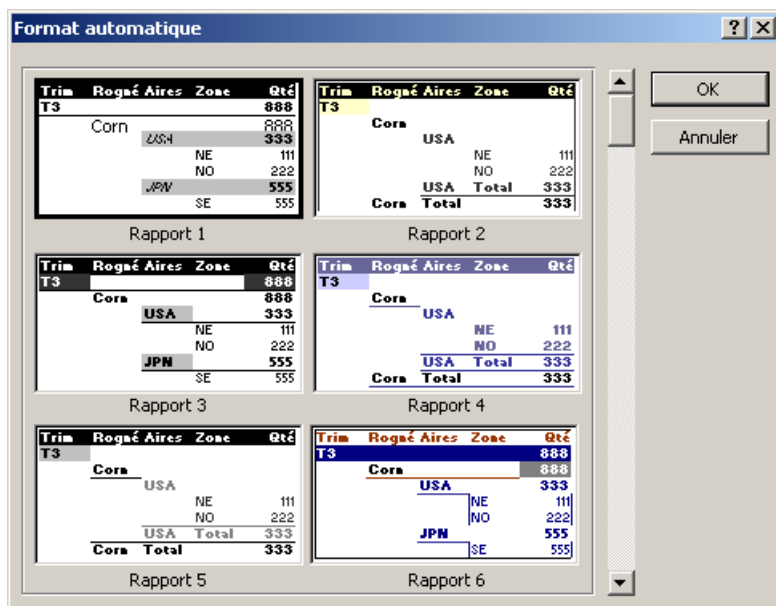 Format automatique
OK
Annuler
Trim Rogné Aires Zone Qté
T3 888
Corn 888
USA 333
NE 111
NO 222
JPN 555
SE 555
Rapport 1
Trim Rogné Aires Zone Qté
T3
Corn
USA
NE 111
NO 222
USA Total 333
Corn Total 333
Rapport 2
Trim Rogné Aires Zone Qté
T3 888
Corn 888
USA 333
NE 111
NO 222
JPN 555
SE 555
Rapport 3
Trim Rogné Aires Zone Qté
T3
Corn
USA
NE 111
NO 222
USA Total 333
Corn Total 333
Rapport 4
Trim Rogné Aires Zone Qté
T3
Corn
USA
NE 111
NO 222
USA Total 333
Corn Total 333
Rapport 5
Trim Rogné Aires Zone Qté
T3 888
Corn 888
USA 333
NE 111
NO 222
JPN 555
SE 555
Rapport 6